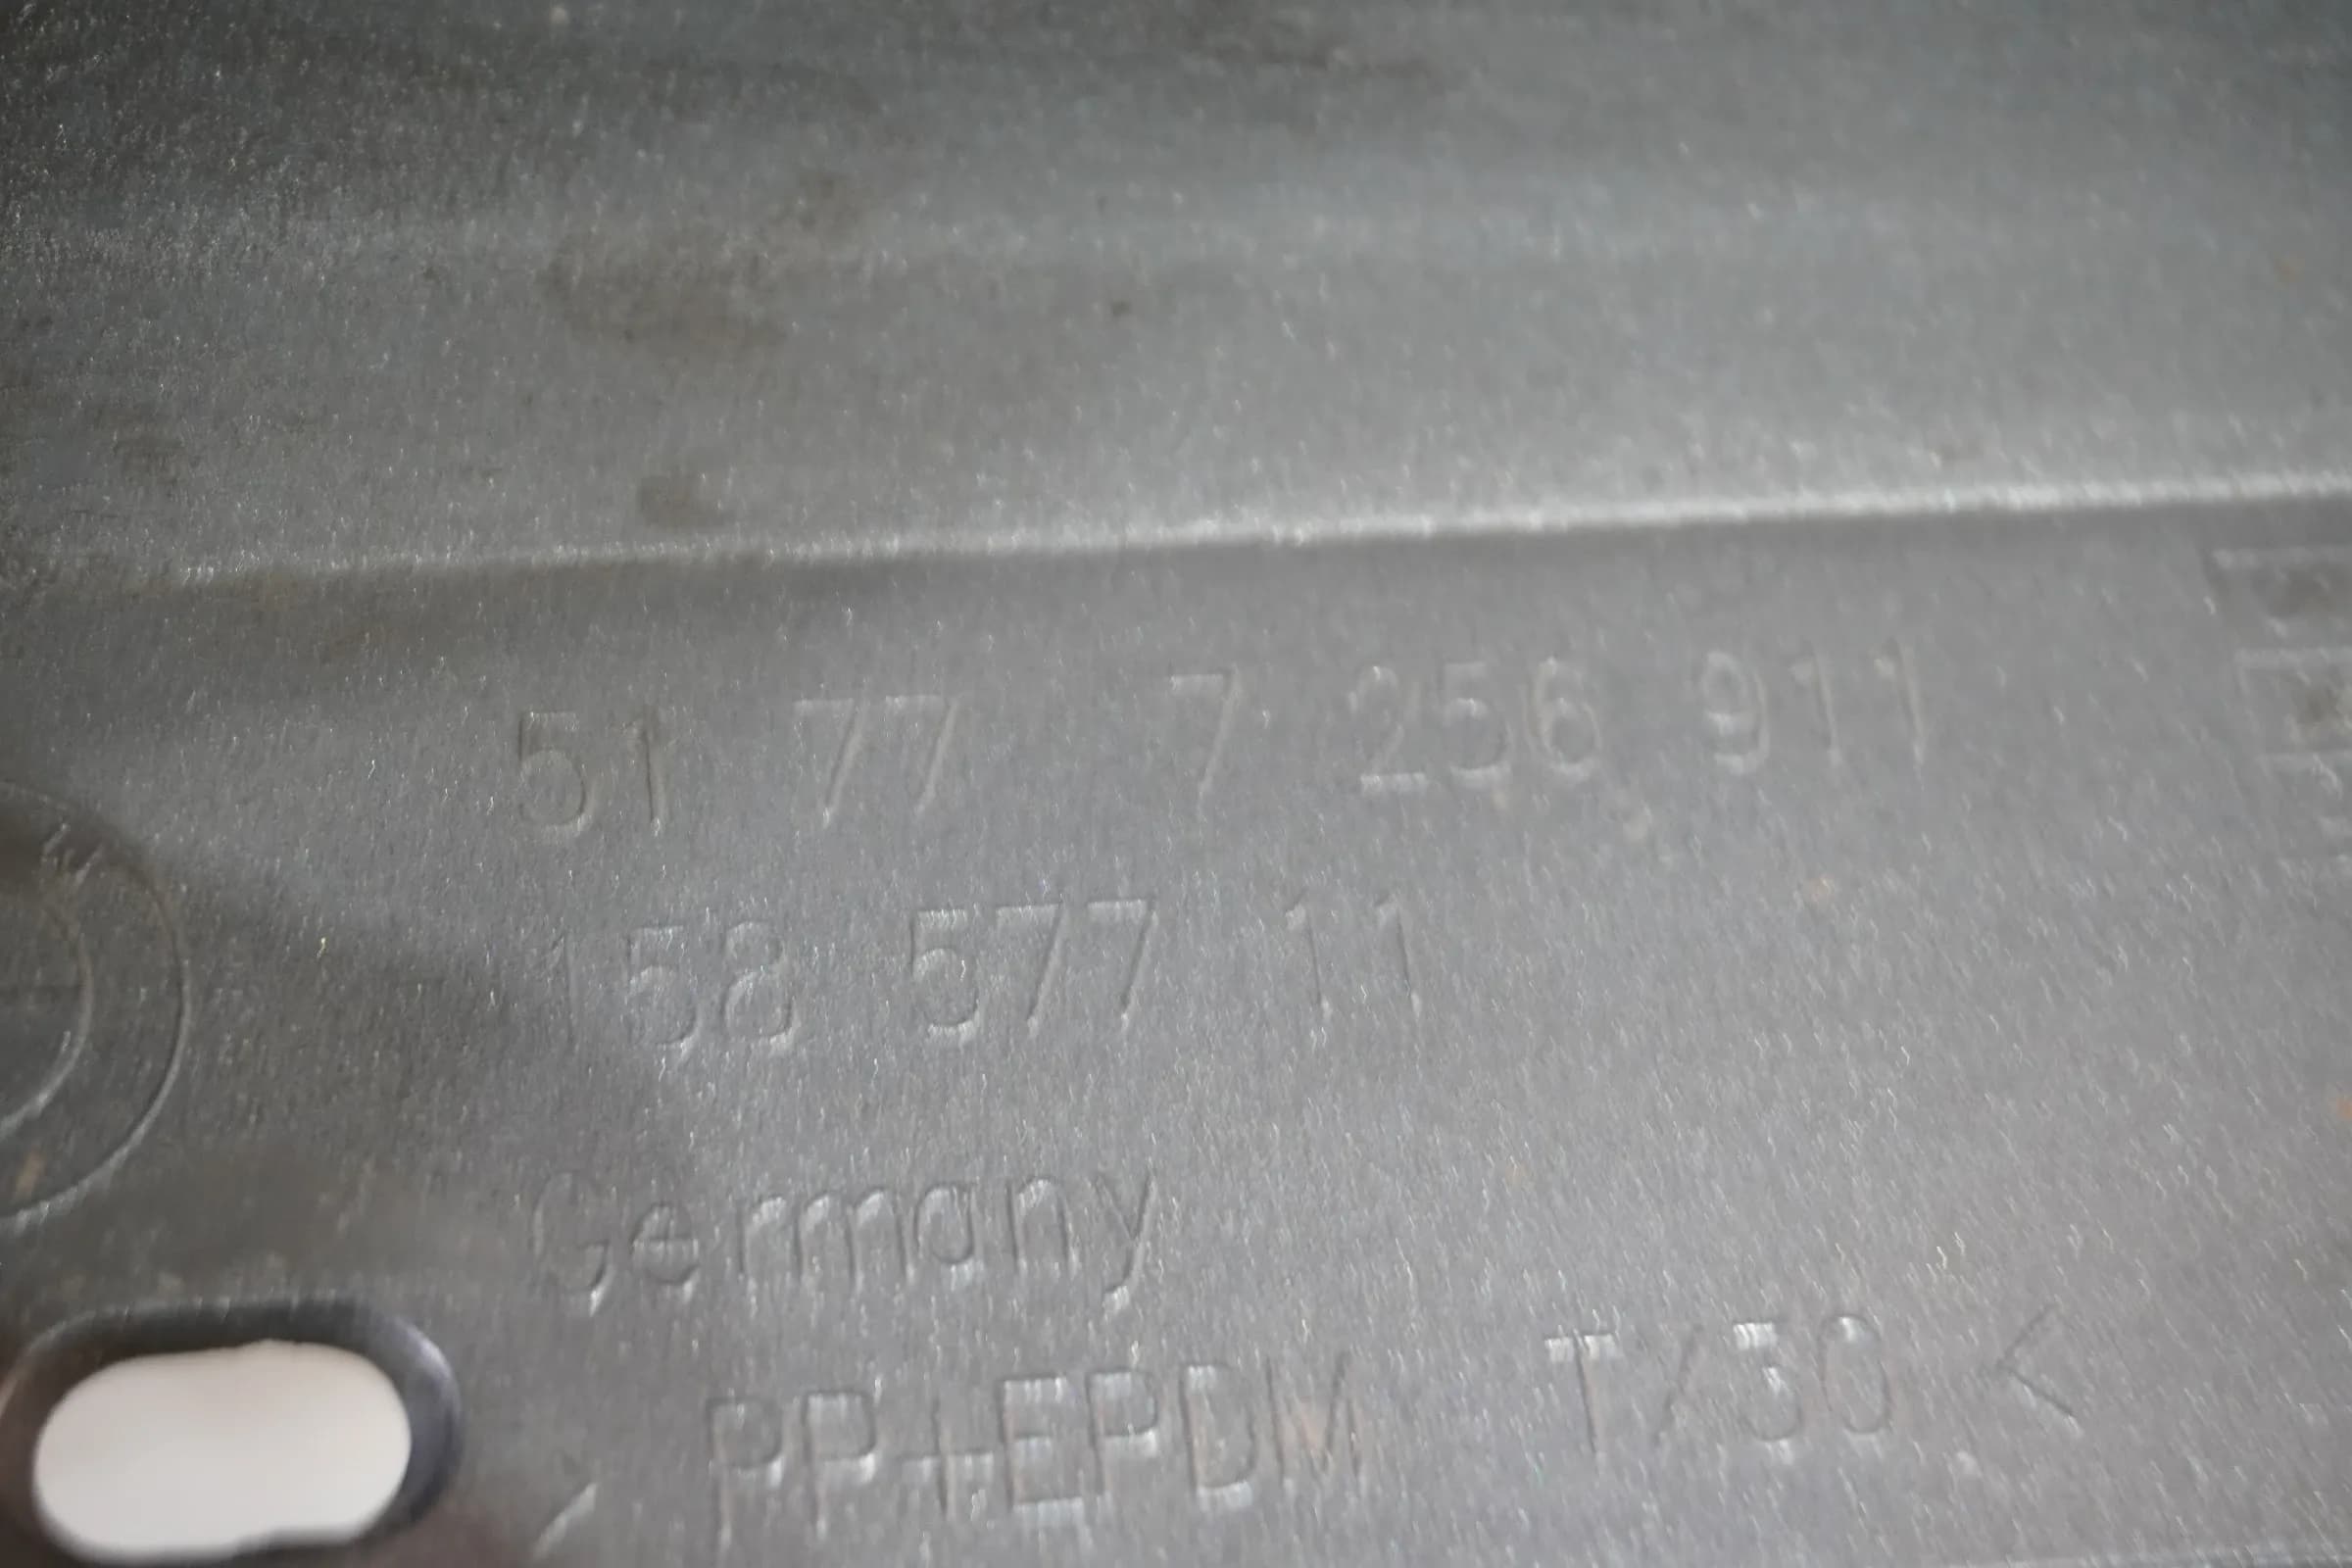 51 77 7 256 911
158 577 11
Germany
> PP+EPDM T/30 <